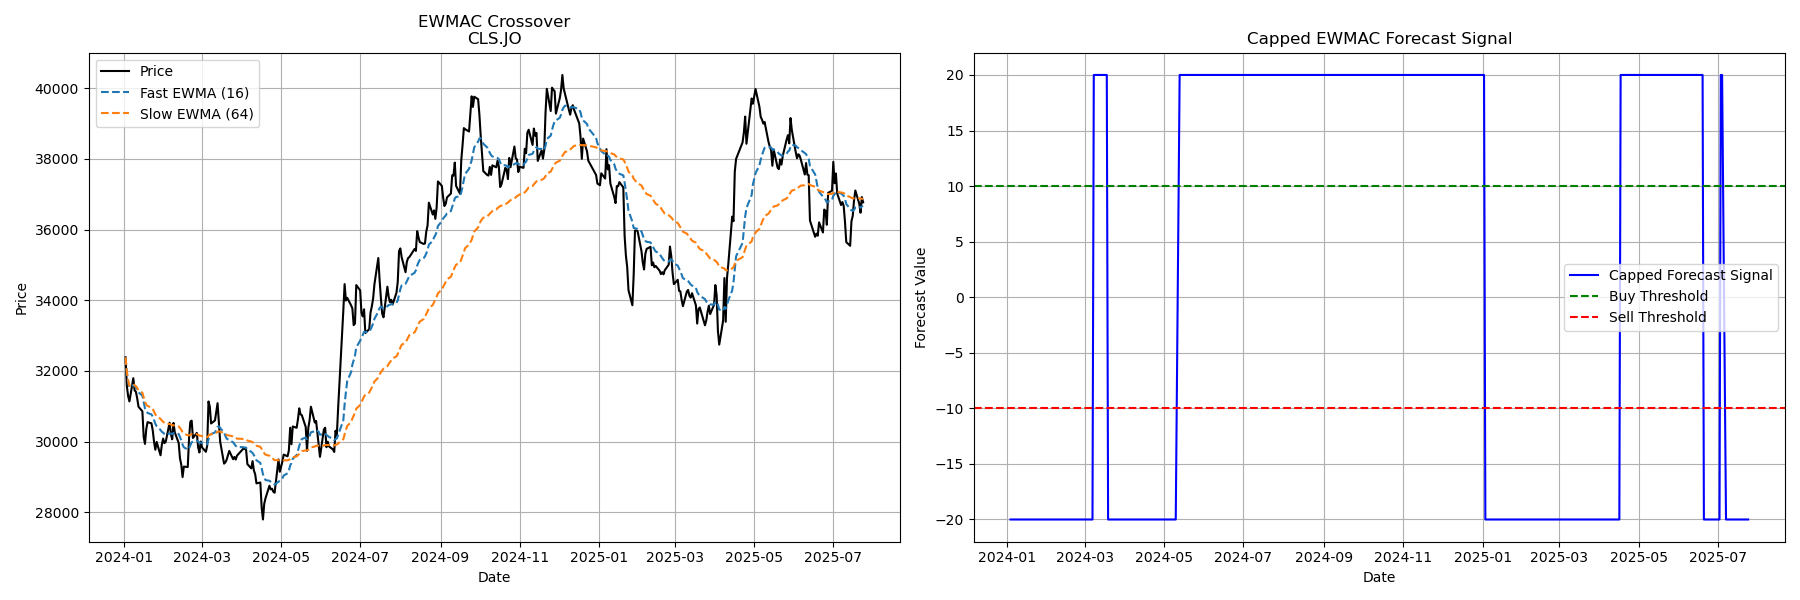 EWMAC Crossover
CLS.JO
Price
Fast EWMA (16)
Slow EWMA (64)
40000
38000
36000
34000
32000
30000
28000
Price
2024-01 2024-03 2024-05 2024-07 2024-09 2024-11 2025-01 2025-03 2025-05 2025-07
Date
Capped EWMAC Forecast Signal
20
15
10
5
0
−5
−10
−15
−20
Forecast Value
Capped Forecast Signal
Buy Threshold
Sell Threshold
2024-01 2024-03 2024-05 2024-07 2024-09 2024-11 2025-01 2025-03 2025-05 2025-07
Date